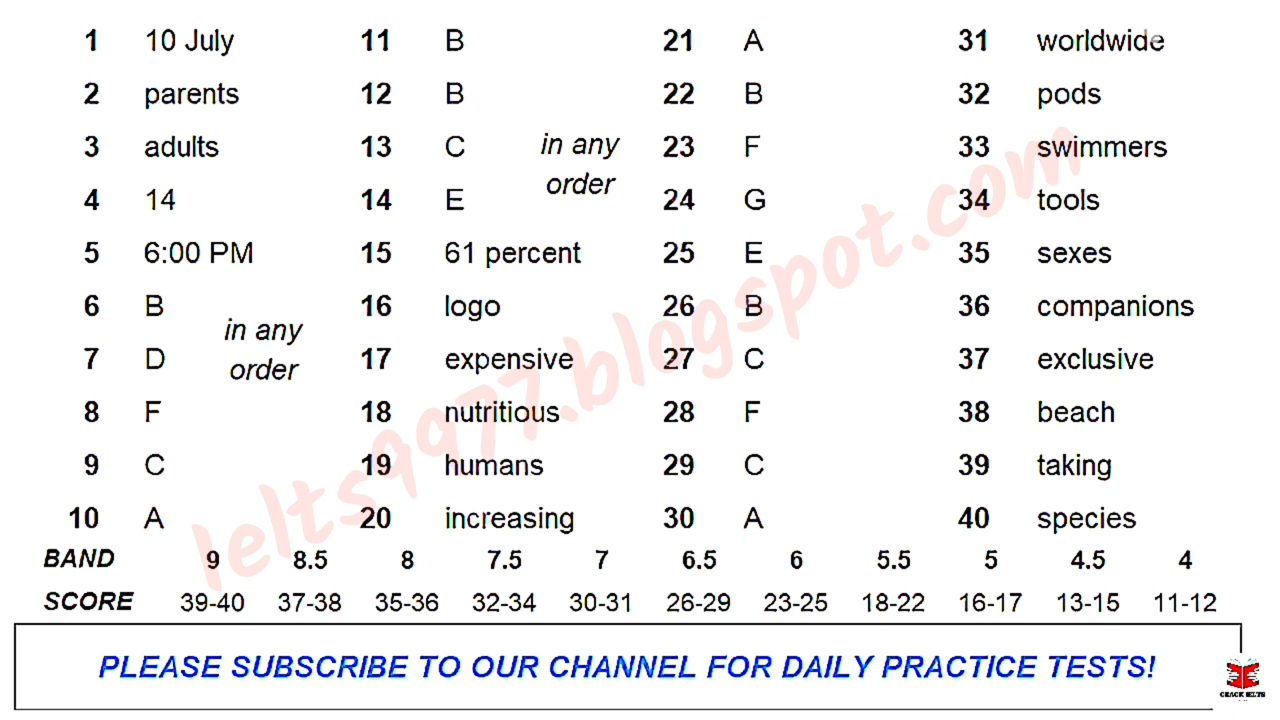 1 10 July 11 B 21 A 31 worldwide
2 parents 12 B 22 B 32 pods
3 adults 13 C in any order 23 F 33 swimmers
4 14 14 E 24 G 34 tools
5 6:00 PM 15 61 percent 25 E 35 sexes
6 B in any order 16 logo 26 B 36 companions
7 D 17 expensive 27 C 37 exclusive
8 F 18 nutritious 28 F 38 beach
9 C 19 humans 29 C 39 taking
10 A 20 increasing 30 A 40 species
BAND 9 8.5 8 7.5 7 6.5 6 5.5 5 4.5 4
SCORE 39-40 37-38 35-36 32-34 30-31 26-29 23-25 18-22 16-17 13-15 11-12
PLEASE SUBSCRIBE TO OUR CHANNEL FOR DAILY PRACTICE TESTS!
CRACK IELTS
Ielts9977.blogspot.com